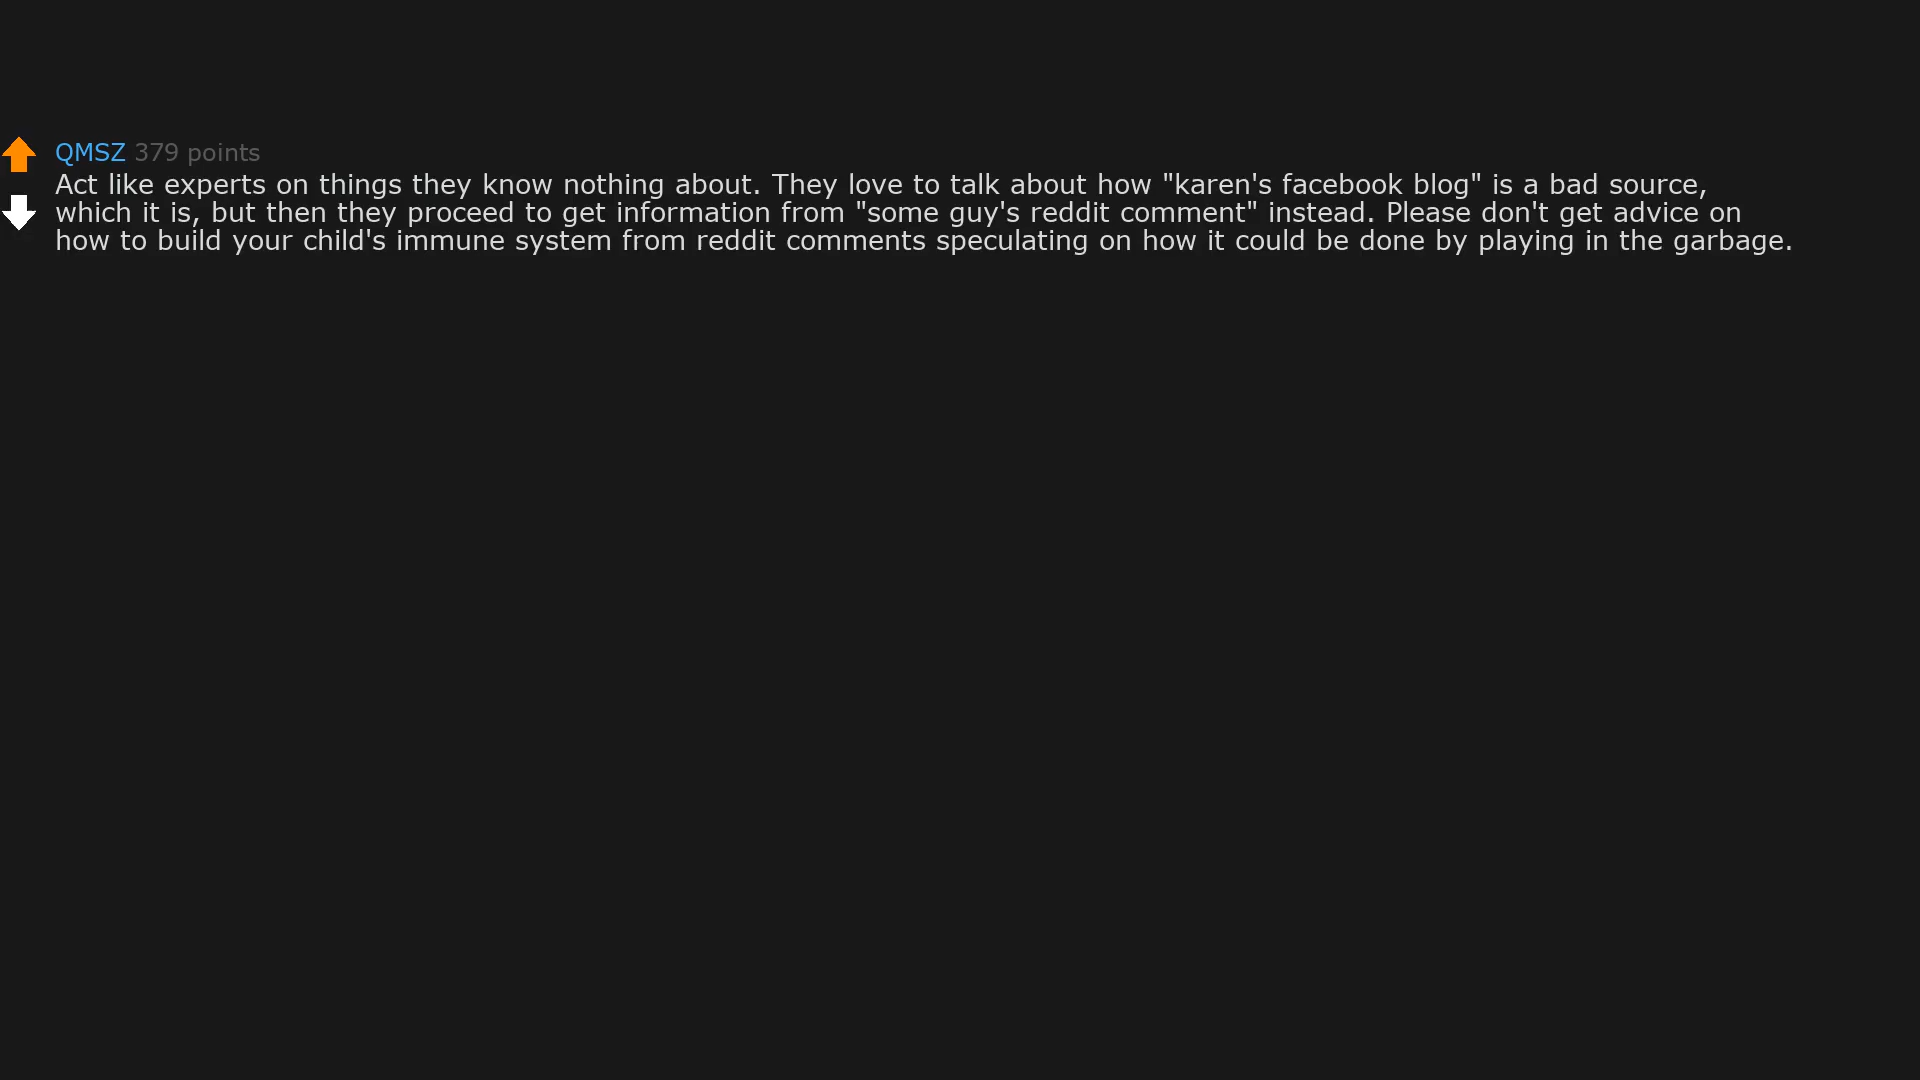 QMSZ 379 points
Act like experts on things they know nothing about. They love to talk about how "karen's facebook blog" is a bad source,
which it is, but then they proceed to get information from "some guy's reddit comment" instead. Please don't get advice on
how to build your child's immune system from reddit comments speculating on how it could be done by playing in the garbage.